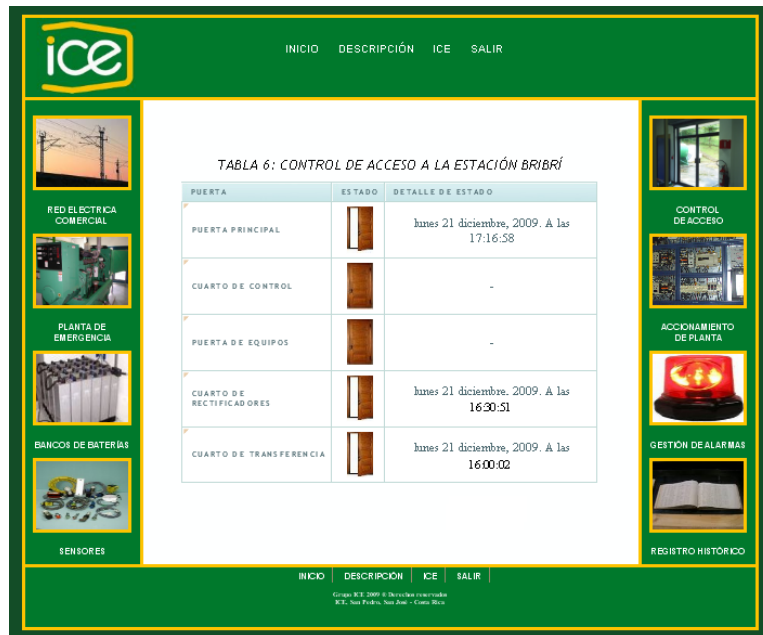 ice
INICIO DESCRIPCIÓN ICE SALIR
RED ELECTRICA
COMERCIAL
PLANTA DE
EMERGENCIA
BANCOS DE BATERÍAS
SENSORES
TABLA 6: CONTROL DE ACCESO A LA ESTACIÓN BRIBRÍ
PUERTA ESTADO DETALLE DE ESTADO
PUERTA PRINCIPAL
lunes 21 diciembre, 2009. A las
17:16:58
CUARTO DE CONTROL -
PUERTA DE EQUIPOS -
CUARTO DE
RECTIFICADORES
lunes 21 diciembre. 2009. A las
16:30:51
CUARTO DE TRANSFERENCIA
lunes 21 diciembre, 2009. A las
16:00:02
CONTROL
DE ACCESO
ACCIONAMIENTO
DE PLANTA
GESTIÓN DE ALARMAS
REGISTRO HISTÓRICO
INICIO DESCRIPCIÓN ICE SALIR
Grupo ICE 2009 © Derechos reservados
ICE, San Pedro, San José - Costa Rica